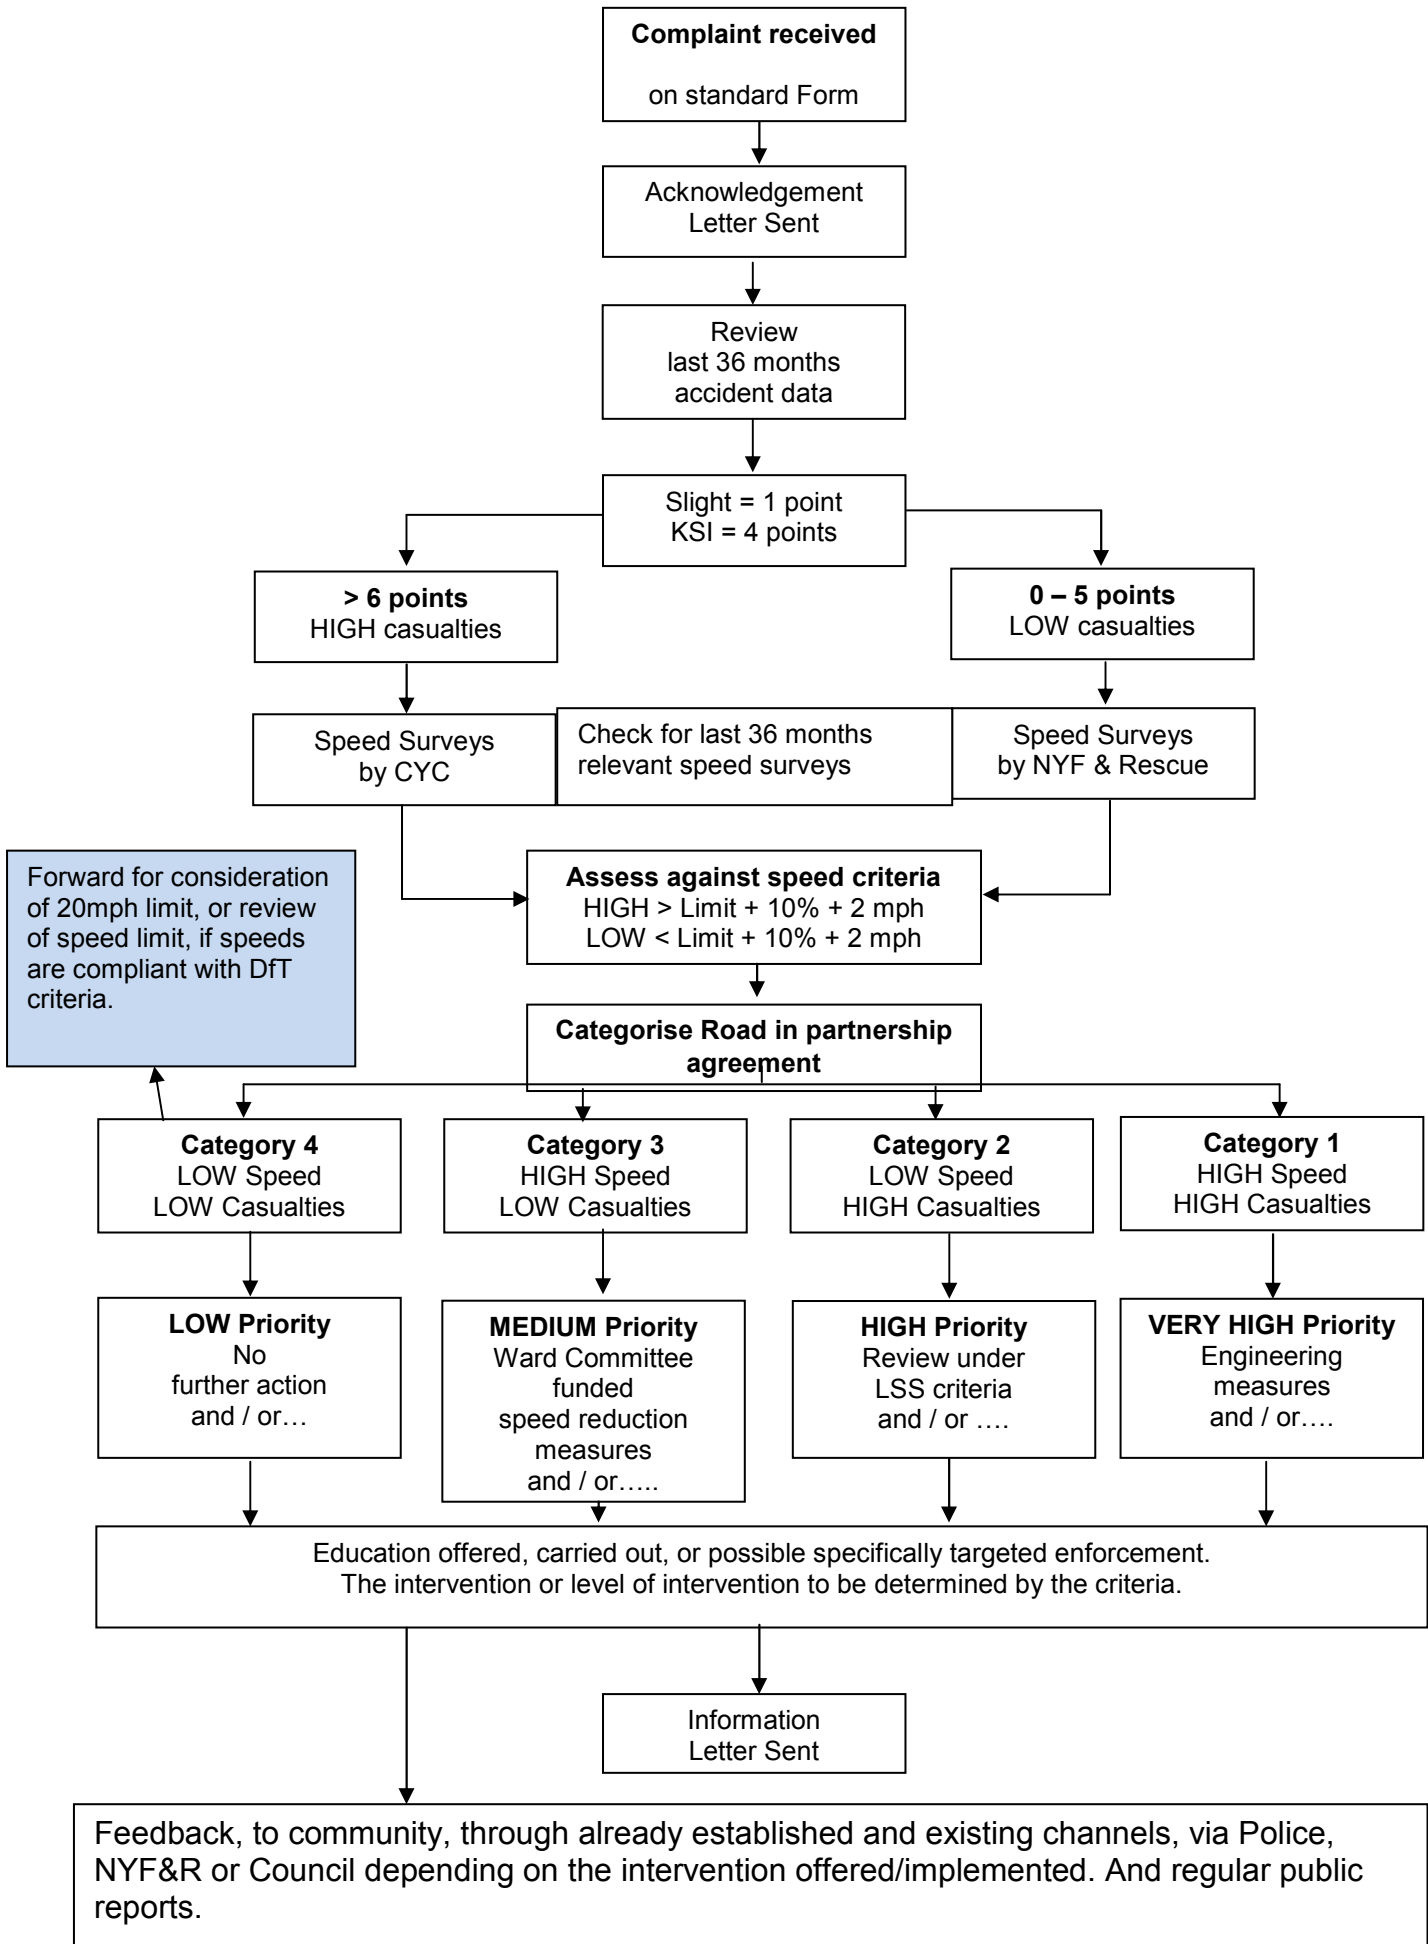 Complaint received
on standard Form
Acknowledgement
Letter Sent
Review
last 36 months
accident data
Slight = 1 point
KSI = 4 points
> 6 points
HIGH casualties
0 – 5 points
LOW casualties
Speed Surveys
by CYC
Check for last 36 months
relevant speed surveys
Speed Surveys
by NYF & Rescue
Forward for consideration
of 20mph limit, or review
of speed limit, if speeds
are compliant with DfT
criteria.
Assess against speed criteria
HIGH > Limit + 10% + 2 mph
LOW < Limit + 10% + 2 mph
Categorise Road in partnership
agreement
Category 4
LOW Speed
LOW Casualties
Category 3
HIGH Speed
LOW Casualties
Category 2
LOW Speed
HIGH Casualties
Category 1
HIGH Speed
HIGH Casualties
LOW Priority
No
further action
and / or…
MEDIUM Priority
Ward Committee
funded
speed reduction
measures
and / or…..
HIGH Priority
Review under
LSS criteria
and / or ….
VERY HIGH Priority
Engineering
measures
and / or….
Education offered, carried out, or possible specifically targeted enforcement.
The intervention or level of intervention to be determined by the criteria.
Information
Letter Sent
Feedback, to community, through already established and existing channels, via Police,
NYF&R or Council depending on the intervention offered/implemented. And regular public
reports.